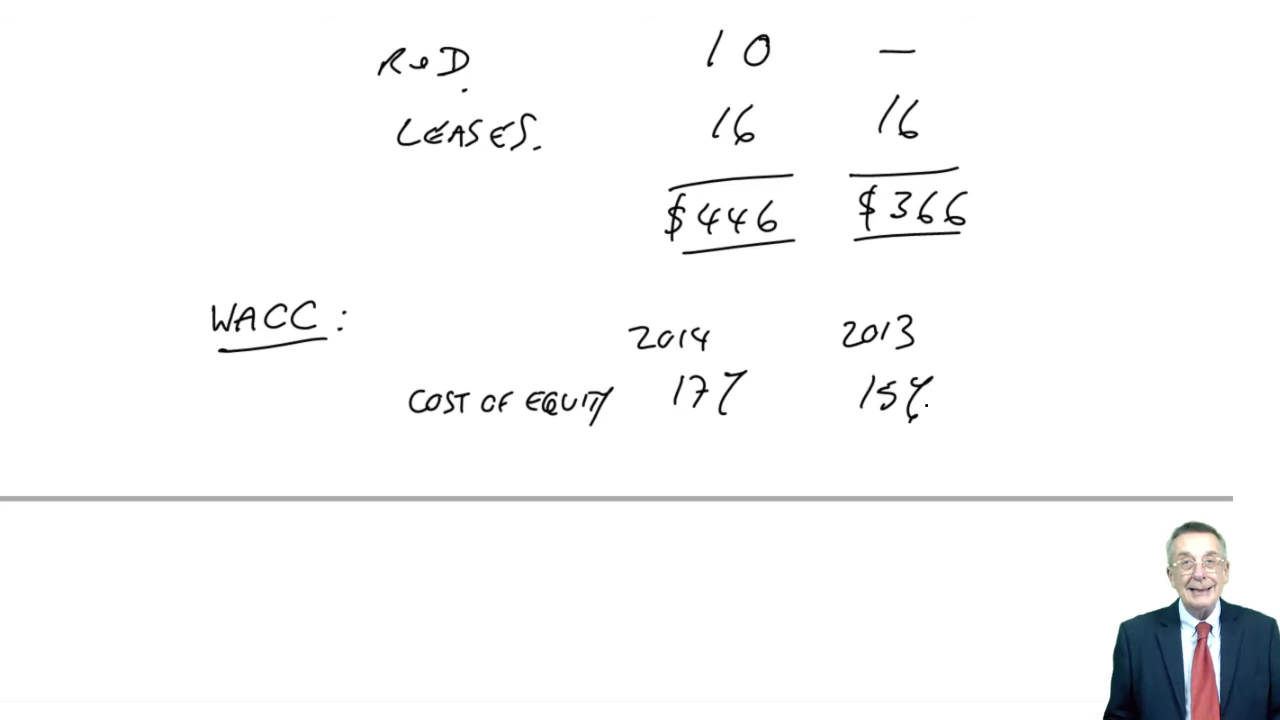 R&D. 10 —
LEASES. 16 16
$446 $366
WACC: 2014 2013
COST OF EQUITY 17% 15%